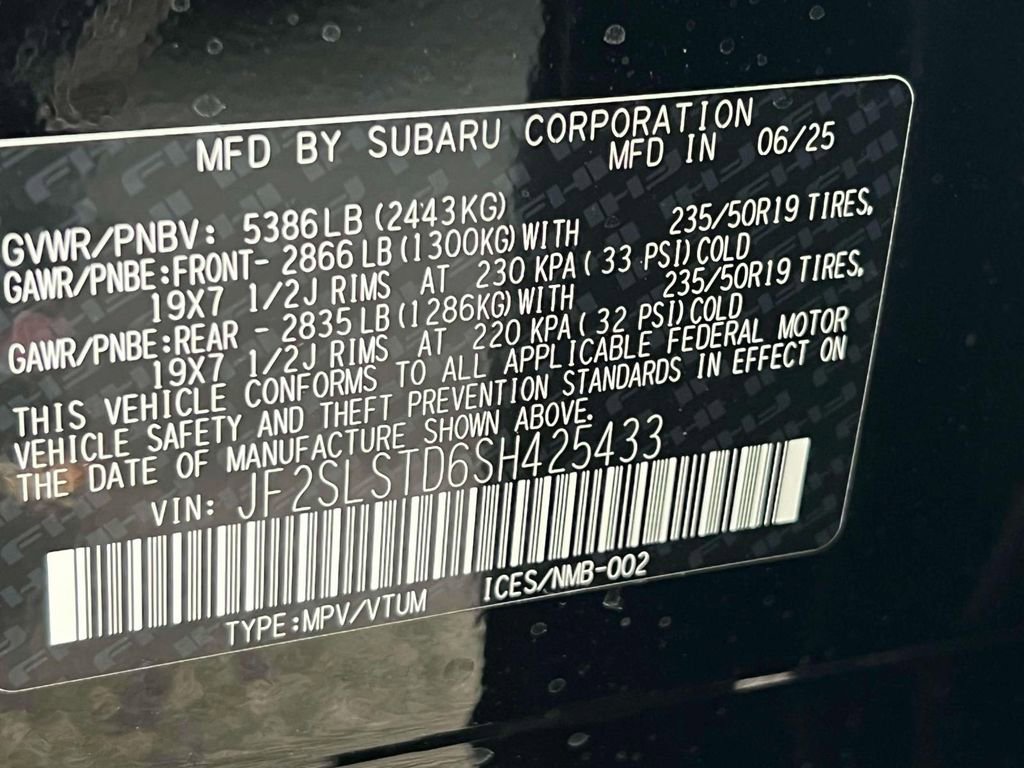 MFD BY SUBARU CORPORATION
MFD IN 06/25
GVWR/PNBV: 5386LB (2443KG)
GAWR/PNBE:FRONT- 2866 LB (1300KG) WITH 235/50R19 TIRES,
19X7 1/2J RIMS AT 230 KPA ( 33 PSI) COLD
GAWR/PNBE:REAR - 2835 LB (1286KG) WITH 235/50R19 TIRES,
19X7 1/2J RIMS AT 220 KPA ( 32 PSI) COLD
THIS VEHICLE CONFORMS TO ALL APPLICABLE FEDERAL MOTOR
VEHICLE SAFETY AND THEFT PREVENTION STANDARDS IN EFFECT ON
THE DATE OF MANUFACTURE SHOWN ABOVE.
VIN: JF2SLSTD6SH425433
TYPE:MPV/VTUM ICES/NMB-002